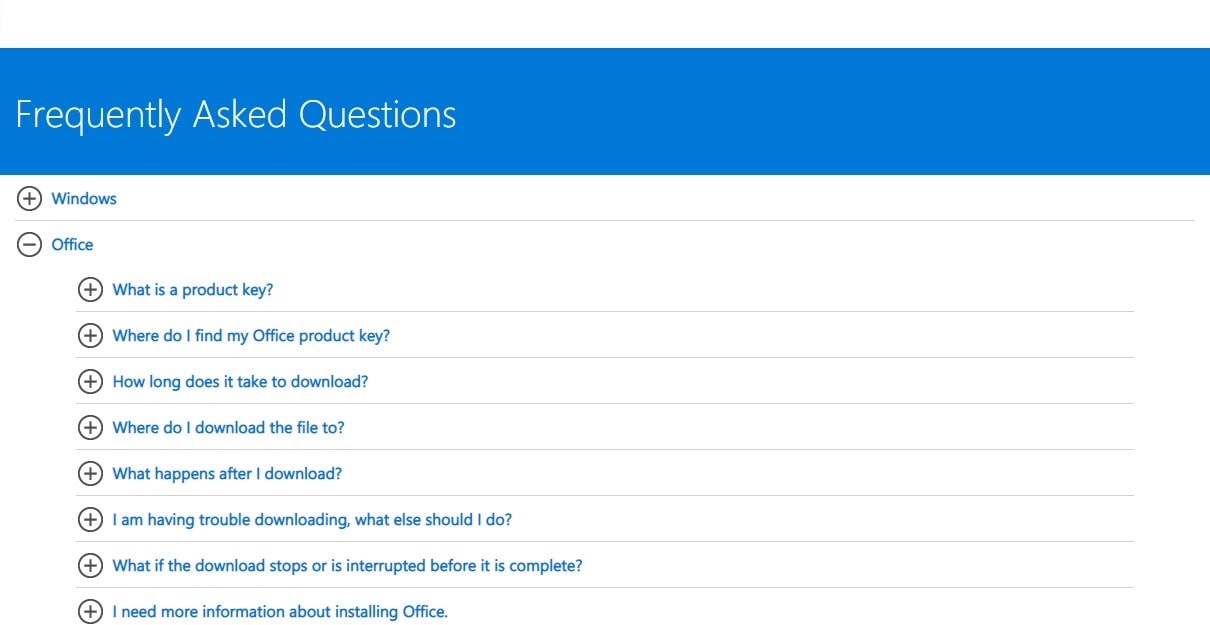 Frequently Asked Questions
Windows
Office
What is a product key?
Where do I find my Office product key?
How long does it take to download?
Where do I download the file to?
What happens after I download?
I am having trouble downloading, what else should I do?
What if the download stops or is interrupted before it is complete?
I need more information about installing Office.